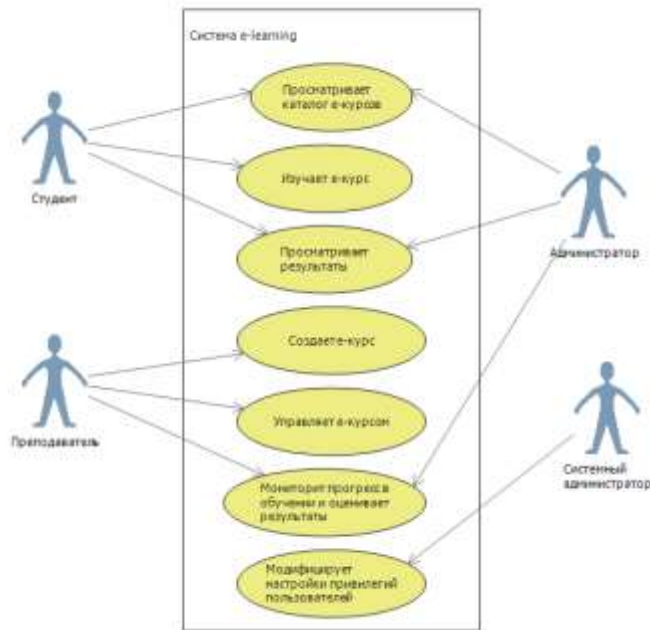 Система e-learning
Просматривает
каталог е-курсов
Студент
Изучает е-курс
Администратор
Просматривает
результаты
Создаете-курс
Преподаватель
Управляет е-курсом
Системный
администратор
Мониторит прогресс в
обучении и оценивает
результаты
Модифицирует
настройки привилегий
пользователей